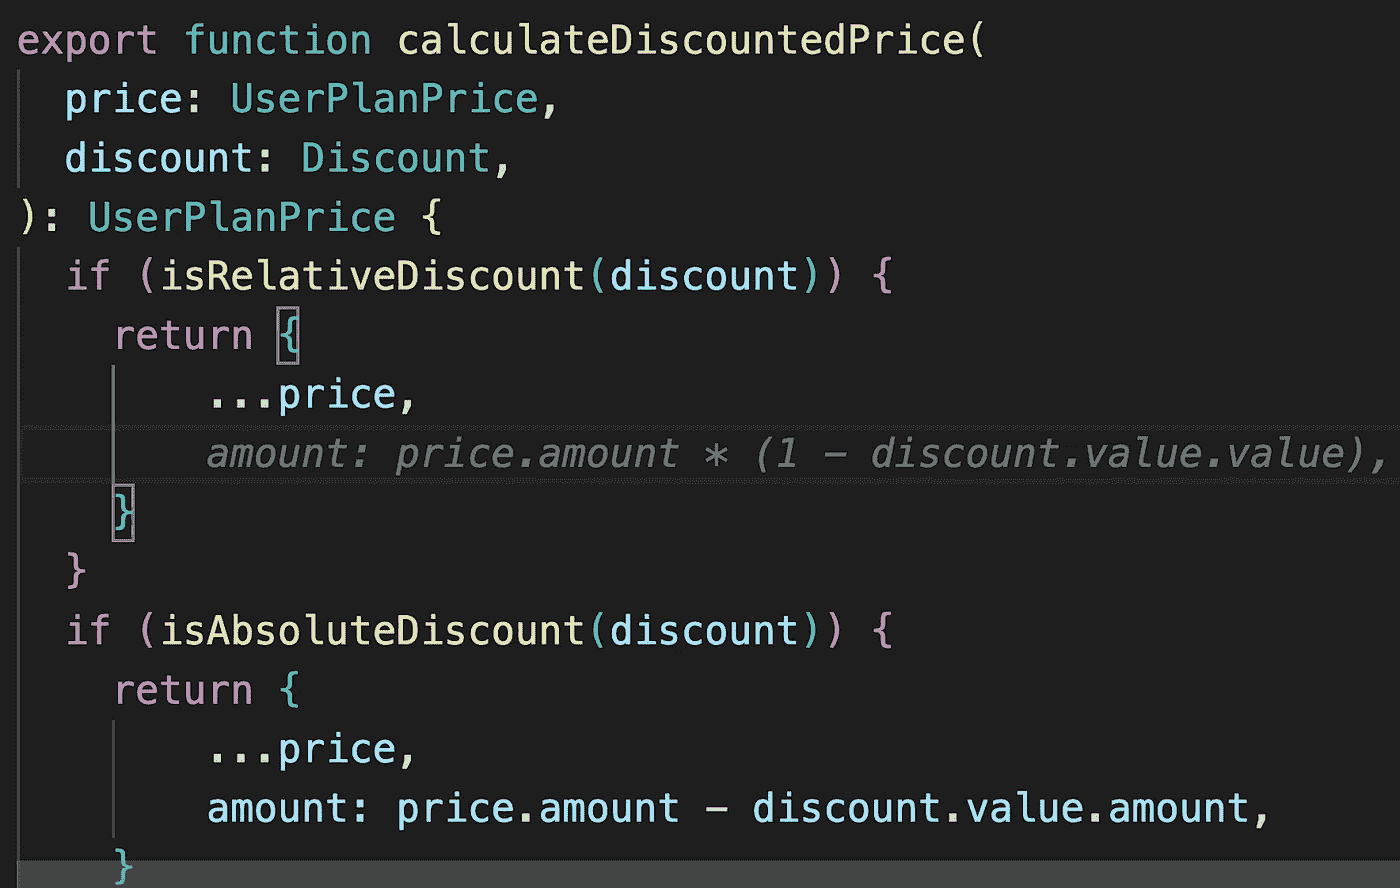 export function calculateDiscountedPrice(
  price: UserPlanPrice,
  discount: Discount,
): UserPlanPrice {
  if (isRelativeDiscount(discount)) {
    return {
        ...price,
        amount: price.amount * (1 - discount.value.value),
    }
  }
  if (isAbsoluteDiscount(discount)) {
    return {
        ...price,
        amount: price.amount - discount.value.amount,
    }